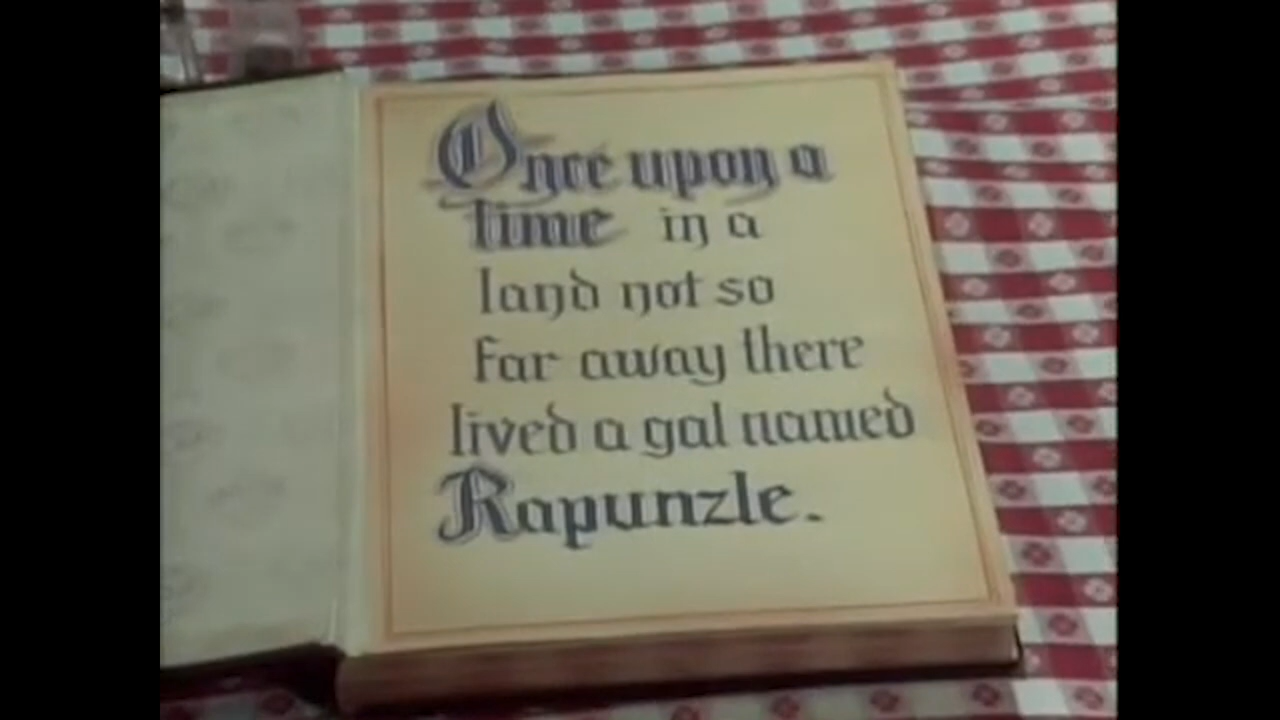 Once upon a
time in a
land not so
far away there
lived a gal named
Rapunzle.